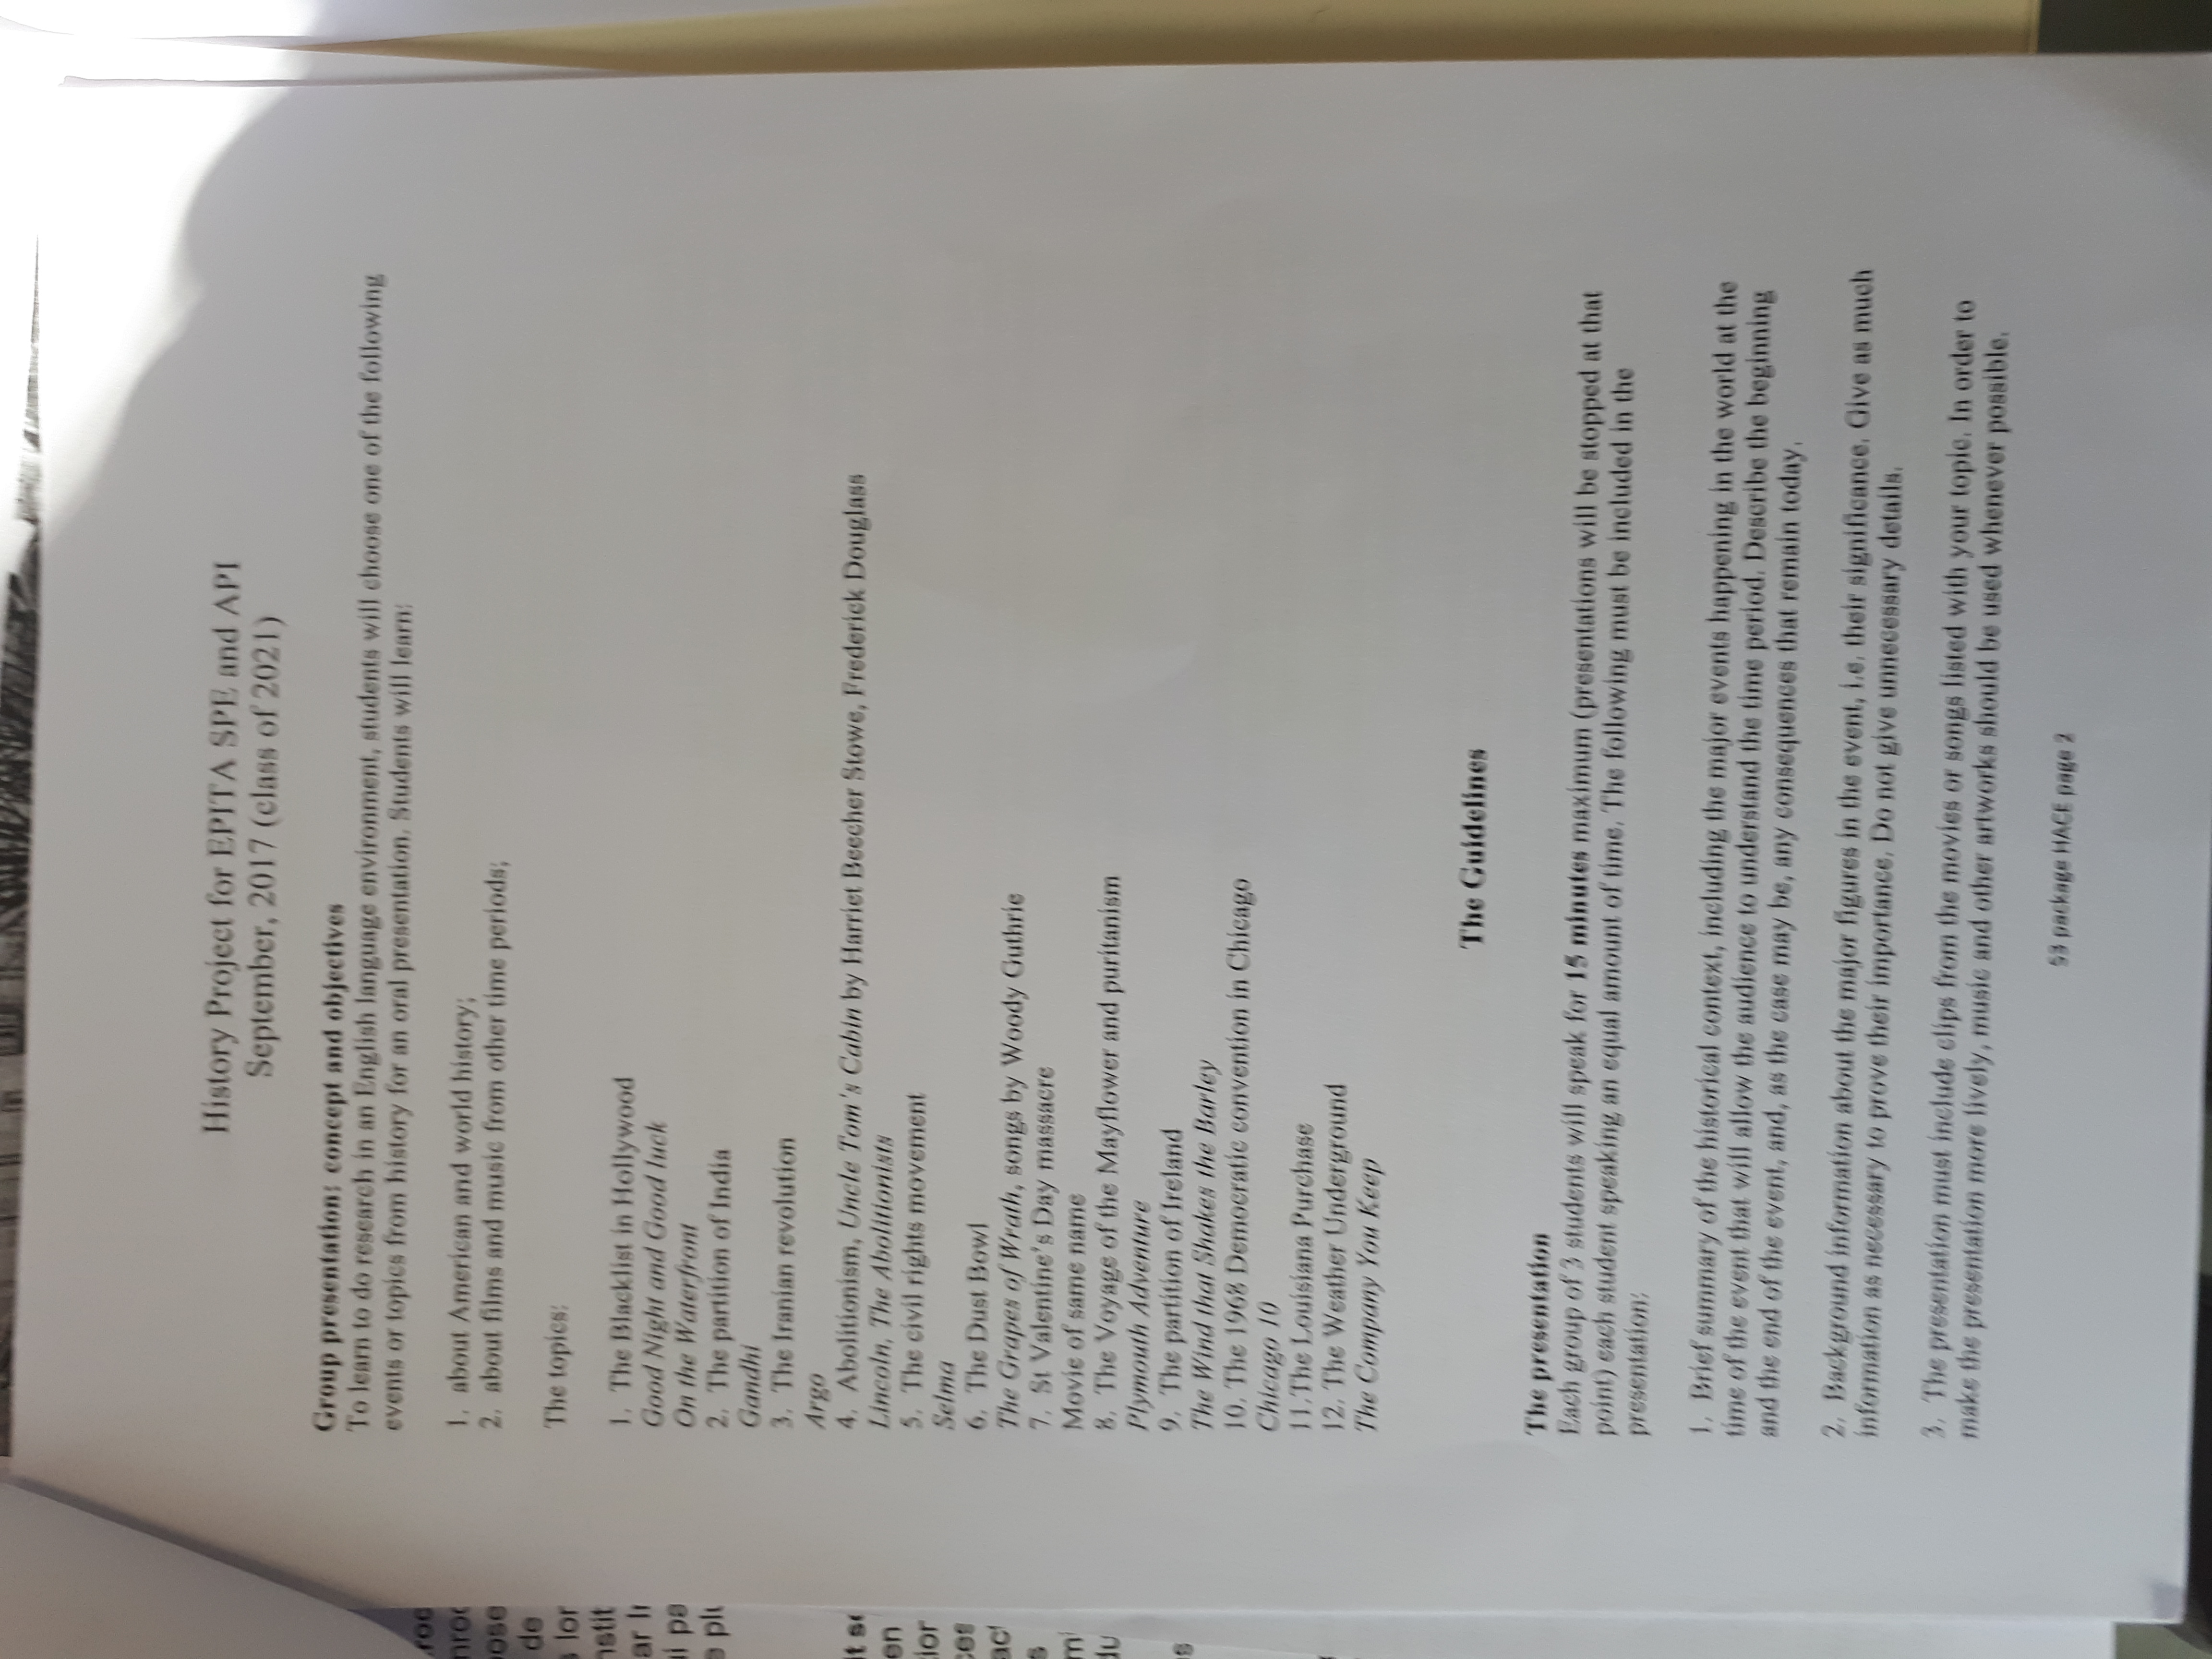 History Project for EPITA SPE and API
September, 2017 (class of 2021)
Group presentation: concept and objectives
To learn to do research in an English language environment, students will choose one of the following
events or topics from history for an oral presentation. Students will learn:
1. about American and world history;
2. about films and music from other time periods;
The topics:
1. The Blacklist in Hollywood
Good Night and Good luck
On the Waterfront
2. The partition of India
Gandhi
3. The Iranian revolution
Argo
4. Abolitionism, Uncle Tom's Cabin by Harriet Beecher Stowe, Frederick Douglass
Lincoln, The Abolitionists
5. The civil rights movement
Selma
6. The Dust Bowl
The Grapes of Wrath, songs by Woody Guthrie
7. St Valentine's Day massacre
Movie of same name
8. The Voyage of the Mayflower and puritanism
Plymouth Adventure
9. The partition of Ireland
The Wind that Shakes the Barley
10. The 1968 Democratic convention in Chicago
Chicago 10
11. The Louisiana Purchase
12. The Weather Underground
The Company You Keep
The Guidelines
The presentation
Each group of 3 students will speak for 15 minutes maximum (presentations will be stopped at that
point) each student speaking an equal amount of time. The following must be included in the
presentation:
1. Brief summary of the historical context, including the major events happening in the world at the
time of the event that will allow the audience to understand the time period. Describe the beginning
and the end of the event, and, as the case may be, any consequences that remain today.
2. Background information about the major figures in the event, i.e. their significance. Give as much
information as necessary to prove their importance. Do not give unnecessary details.
3. The presentation must include clips from the movies or songs listed with your topic. In order to
make the presentation more lively, music and other artworks should be used whenever possible.
S3 package HACE page 2